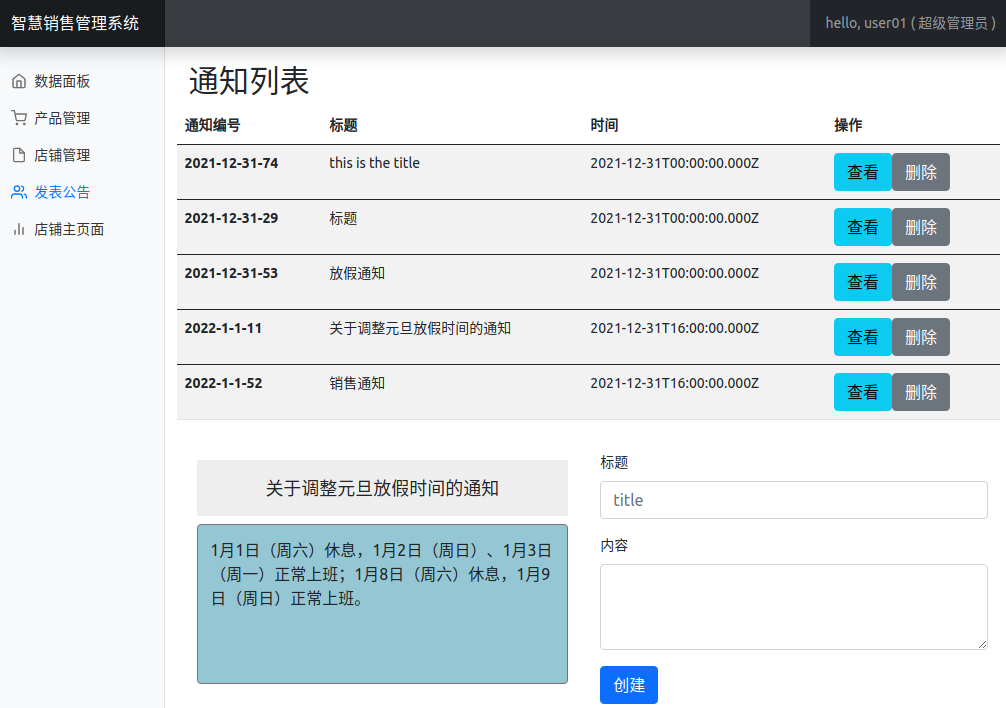 智慧销售管理系统
hello, user01 ( 超级管理员 )
数据面板
产品管理
店铺管理
发表公告
店铺主页面
通知列表
通知编号 标题 时间 操作
2021-12-31-74 this is the title 2021-12-31T00:00:00.000Z 查看 删除
2021-12-31-29 标题 2021-12-31T00:00:00.000Z 查看 删除
2021-12-31-53 放假通知 2021-12-31T00:00:00.000Z 查看 删除
2022-1-1-11 关于调整元旦放假时间的通知 2021-12-31T16:00:00.000Z 查看 删除
2022-1-1-52 销售通知 2021-12-31T16:00:00.000Z 查看 删除
关于调整元旦放假时间的通知
1月1日（周六）休息，1月2日（周日）、1月3日
（周一）正常上班；1月8日（周六）休息，1月9
日（周日）正常上班。
标题
title
内容
创建